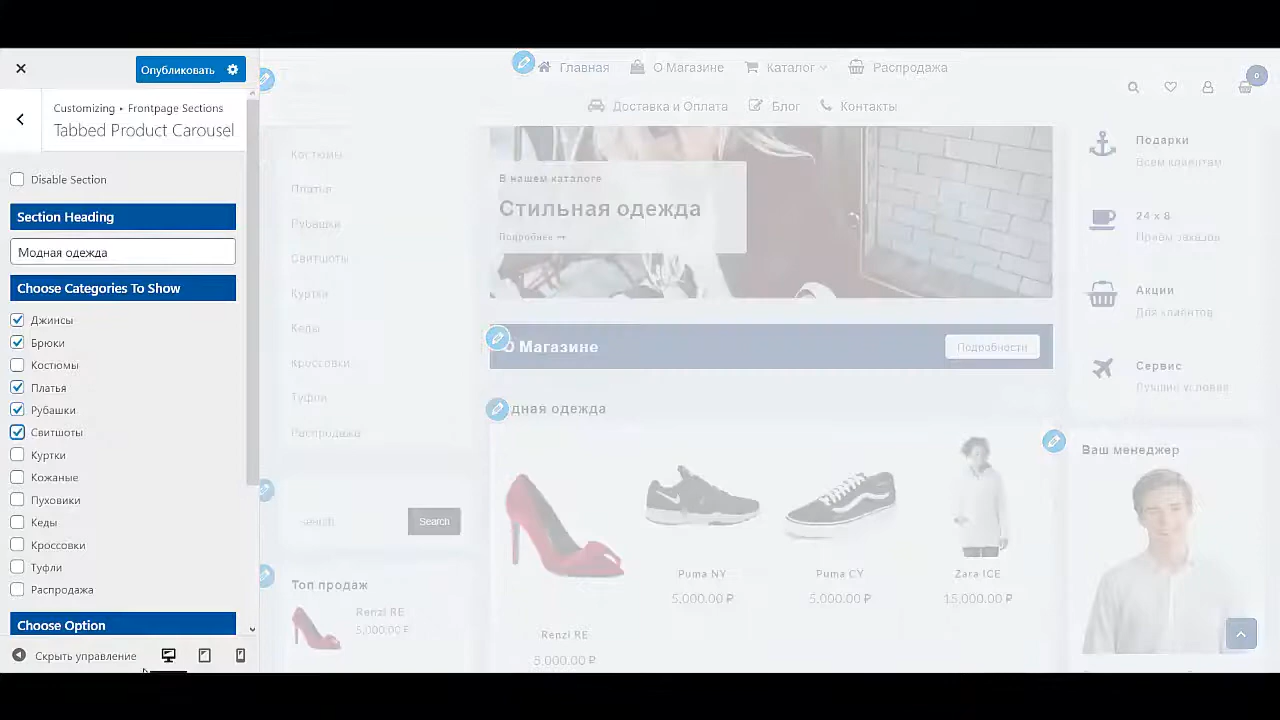 Опубликовать
Customizing • Frontpage Sections
Tabbed Product Carousel
Disable Section
Section Heading
Модная одежда
Choose Categories To Show
Джинсы
Брюки
Костюмы
Платья
Рубашки
Свитшоты
Куртки
Кожаные
Пуховики
Кеды
Кроссовки
Туфли
Распродажа
Choose Option
Скрыть управление
Главная
О Магазине
Каталог
Распродажа
Доставка и Оплата
Блог
Контакты
0
Костюмы
Платья
Рубашки
Свитшоты
Куртки
Кеды
Кроссовки
Туфли
Распродажа
search
Search
Топ продаж
Renzi RE
5,000.00 ₽
В нашем каталоге
Стильная одежда
Подробнее ➞
О Магазине
Подробности
дная одежда
Renzi RE
5,000.00 ₽
Puma NY
5,000.00 ₽
Puma CY
5,000.00 ₽
Zara ICE
15,000.00 ₽
Подарки
Всем клиентам
24 x 8
Приём заказов
Акции
Для клиентов
Сервис
Лучшие условия
Ваш менеджер